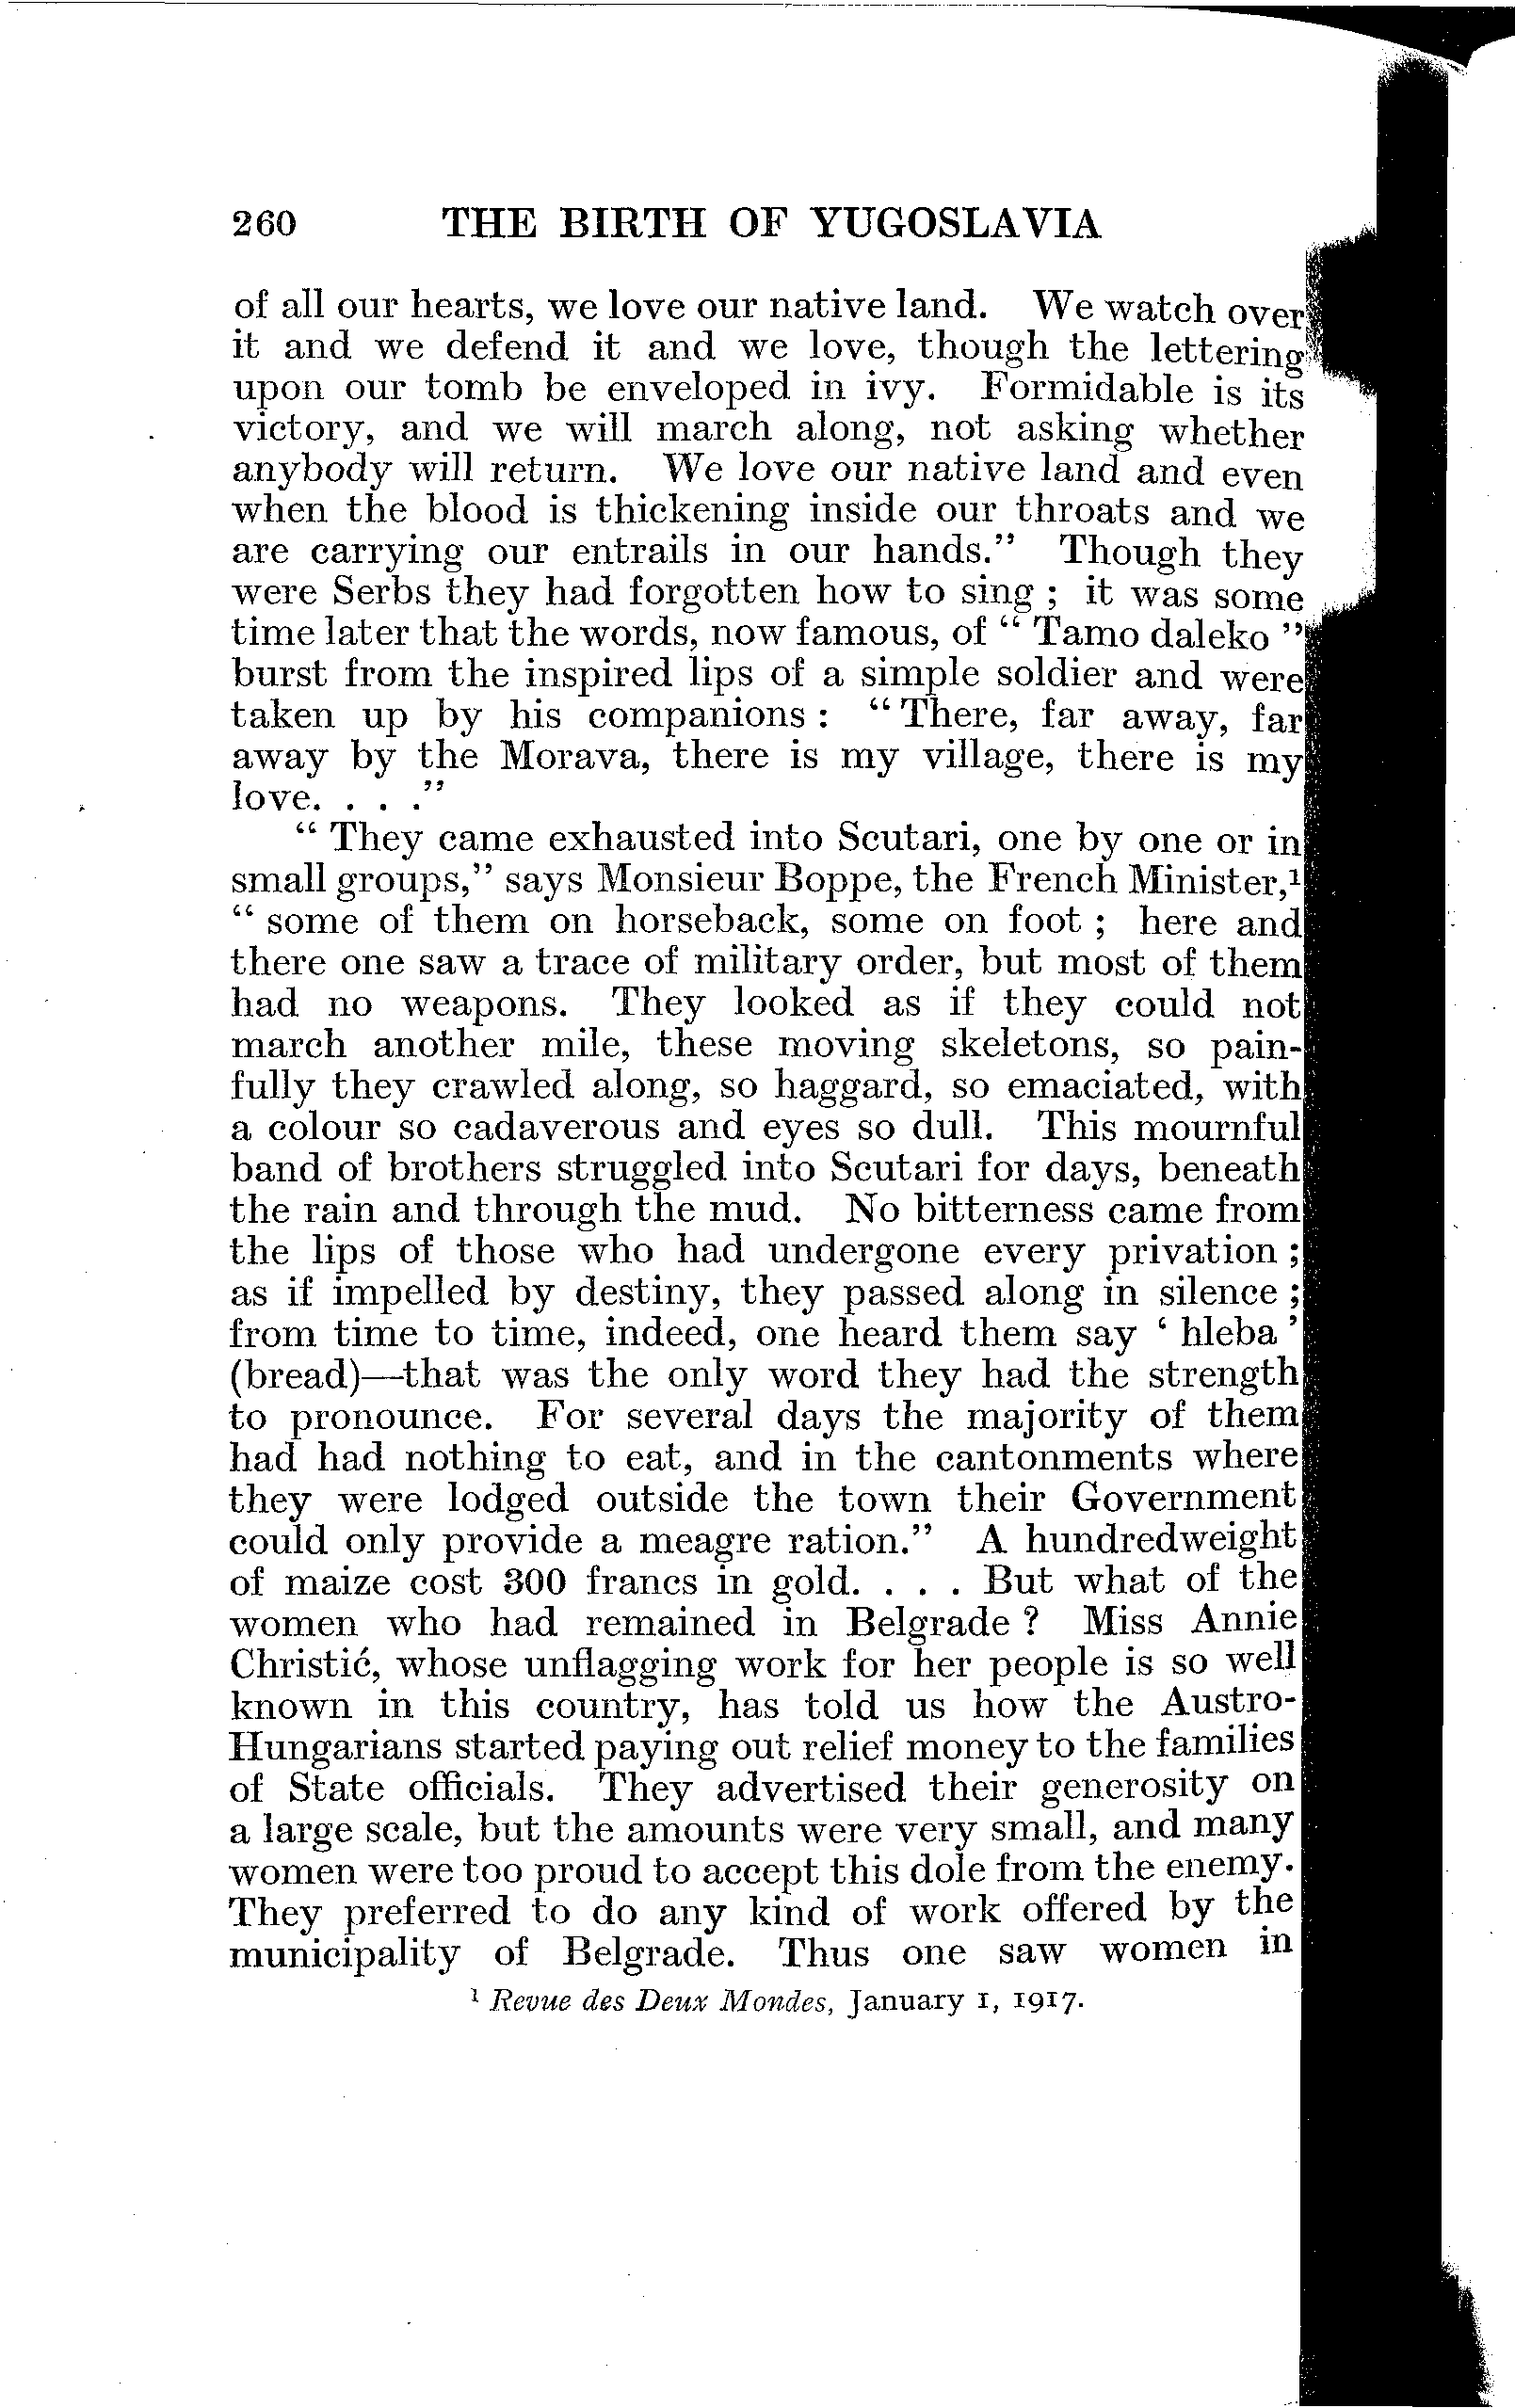 260 THE BIRTH OF YUGOSLAVIA
of all our hearts, we love our native land. We watch over
it and we defend it and we love, though the lettering
upon our tomb be enveloped in ivy. Formidable is its
victory, and we will march along, not asking whether
anybody will return. We love our native land and even
when the blood is thickening inside our throats and we
are carrying our entrails in our hands." Though they
were Serbs they had forgotten how to sing ; it was some
time later that the words, now famous, of " Tamo daleko "
burst from the inspired lips of a simple soldier and were
taken up by his companions : " There, far away, far
away by the Morava, there is my village, there is my
love. . . ."
" They came exhausted into Scutari, one by one or in
small groups," says Monsieur Boppe, the French Minister,¹
" some of them on horseback, some on foot ; here and
there one saw a trace of military order, but most of them
had no weapons. They looked as if they could not
march another mile, these moving skeletons, so pain-
fully they crawled along, so haggard, so emaciated, with
a colour so cadaverous and eyes so dull. This mournful
band of brothers struggled into Scutari for days, beneath
the rain and through the mud. No bitterness came from
the lips of those who had undergone every privation ;
as if impelled by destiny, they passed along in silence ;
from time to time, indeed, one heard them say ' hleba '
(bread)—that was the only word they had the strength
to pronounce. For several days the majority of them
had had nothing to eat, and in the cantonments where
they were lodged outside the town their Government
could only provide a meagre ration." A hundredweight
of maize cost 300 francs in gold. . . . But what of the
women who had remained in Belgrade ? Miss Annie
Christić, whose unflagging work for her people is so well
known in this country, has told us how the Austro-
Hungarians started paying out relief money to the families
of State officials. They advertised their generosity on
a large scale, but the amounts were very small, and many
women were too proud to accept this dole from the enemy.
They preferred to do any kind of work offered by the
municipality of Belgrade. Thus one saw women in
¹ Revue des Deux Mondes, January 1, 1917.